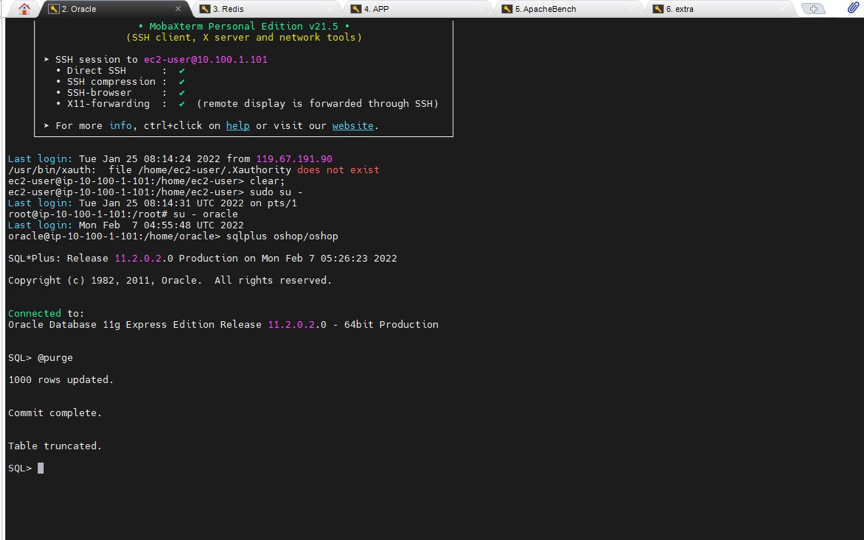 2. Oracle
3. Redis
4. APP
5. ApacheBench
6. extra
• MobaXterm Personal Edition v21.5 •
(SSH client, X server and network tools)
➤ SSH session to ec2-user@10.100.1.101
• Direct SSH      :  ✔
• SSH compression :  ✔
• SSH-browser     :  ✔
• X11-forwarding  :  ✔  (remote display is forwarded through SSH)
➤ For more info, ctrl+click on help or visit our website.
Last login: Tue Jan 25 08:14:24 2022 from 119.67.191.90
/usr/bin/xauth:  file /home/ec2-user/.Xauthority does not exist
ec2-user@ip-10-100-1-101:/home/ec2-user> clear;
ec2-user@ip-10-100-1-101:/home/ec2-user> sudo su -
Last login: Tue Jan 25 08:14:31 UTC 2022 on pts/1
root@ip-10-100-1-101:/root# su - oracle
Last login: Mon Feb  7 04:55:48 UTC 2022
oracle@ip-10-100-1-101:/home/oracle> sqlplus oshop/oshop
SQL*Plus: Release 11.2.0.2.0 Production on Mon Feb 7 05:26:23 2022
Copyright (c) 1982, 2011, Oracle.  All rights reserved.
Connected to:
Oracle Database 11g Express Edition Release 11.2.0.2.0 - 64bit Production
SQL> @purge
1000 rows updated.
Commit complete.
Table truncated.
SQL>